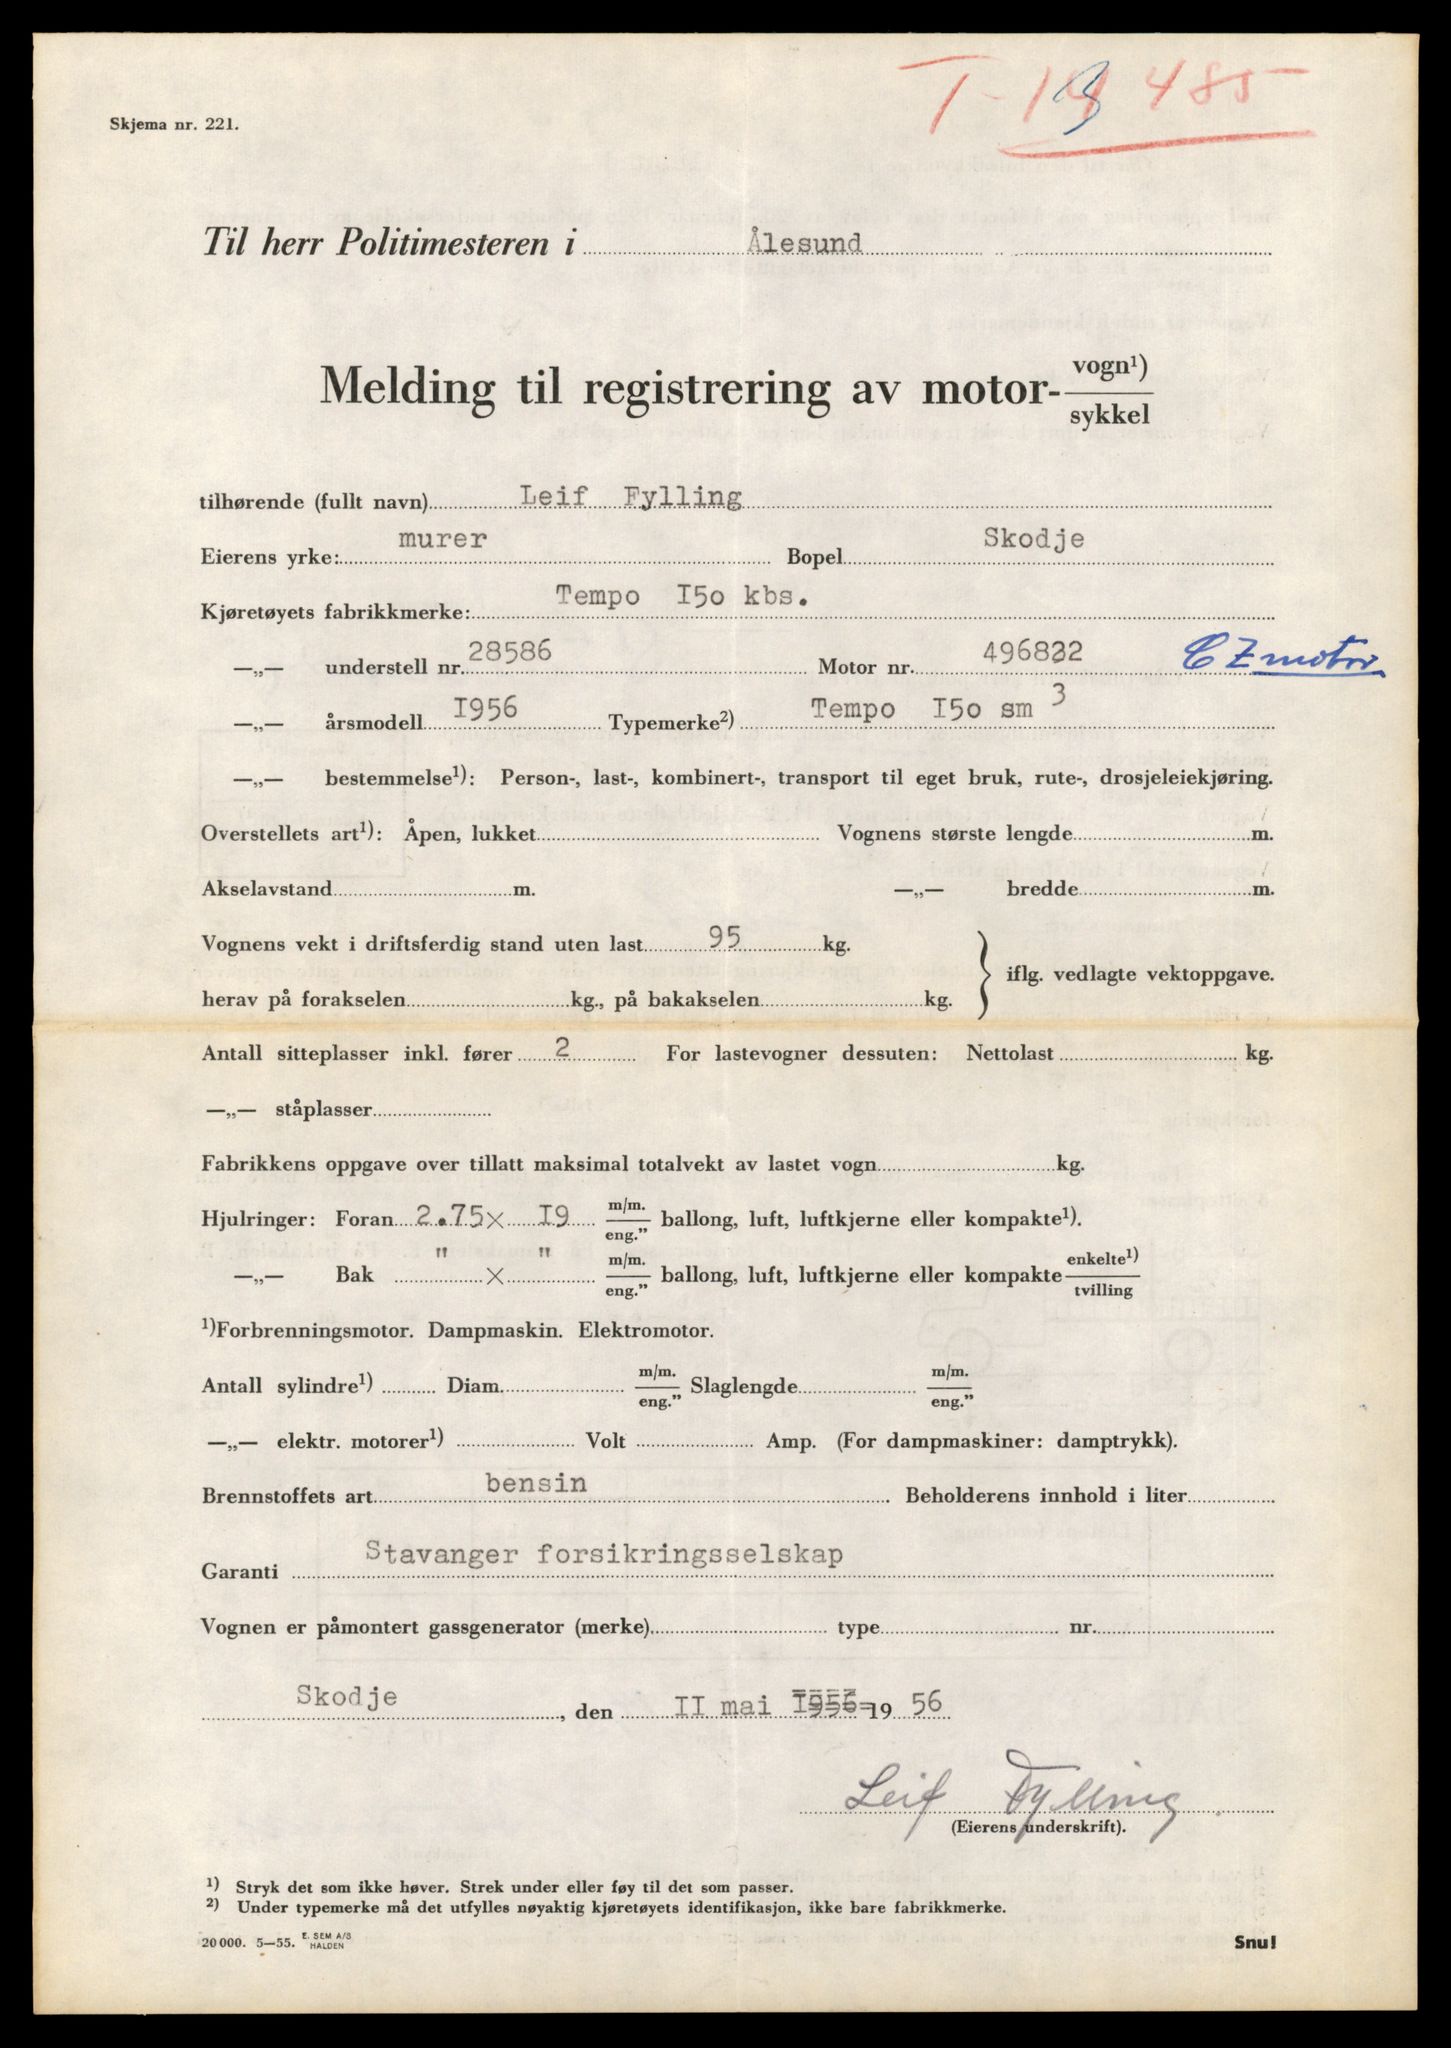 T-13485
Skjema nr. 221.
Til herr Politimesteren i Ålesund
Melding til registrering av motor- vogn¹) sykkel
tilhørende (fullt navn) Leif Fylling
Eierens yrke: murer Bopel Skodje
Kjøretøyets fabrikkmerke: Tempo I50 kbs.
—„— understell nr. 28586 Motor nr. 496832 CZ motor
—„— årsmodell I956 Typemerke²) Tempo I50 sm 3
—„— bestemmelse¹): Person-, last-, kombinert-, transport til eget bruk, rute-, drosjeleiekjøring.
Overstellets art¹): Åpen, lukket Vognens største lengde m.
Akselavstand m. —„— bredde m.
Vognens vekt i driftsferdig stand uten last 95 kg.
herav på forakselen kg., på bakakselen kg. } iflg. vedlagte vektoppgave.
Antall sitteplasser inkl. fører 2 For lastevogner dessuten: Nettolast kg.
—„— ståplasser
Fabrikkens oppgave over tillatt maksimal totalvekt av lastet vogn kg.
Hjulringer: Foran 2.75 × I9 m/m. eng.” ballong, luft, luftkjerne eller kompakte¹).
—„— Bak " × " m/m. eng.” ballong, luft, luftkjerne eller kompakte enkelte¹) tvilling
¹)Forbrenningsmotor. Dampmaskin. Elektromotor.
Antall sylindre¹) Diam. m/m. eng.” Slaglengde m/m. eng.”
—„— elektr. motorer¹) Volt Amp. (For dampmaskiner: damptrykk).
Brennstoffets art bensin Beholderens innhold i liter
Garanti Stavanger forsikringsselskap
Vognen er påmontert gassgenerator (merke) type nr.
Skodje, den II mai I956 19 56
Leif Fylling
(Eierens underskrift).
¹) Stryk det som ikke høver. Strek under eller føy til det som passer.
²) Under typemerke må det utfylles nøyaktig kjøretøyets identifikasjon, ikke bare fabrikkmerke.
20000. 5—55. E. SEM A/S HALDEN Snu!